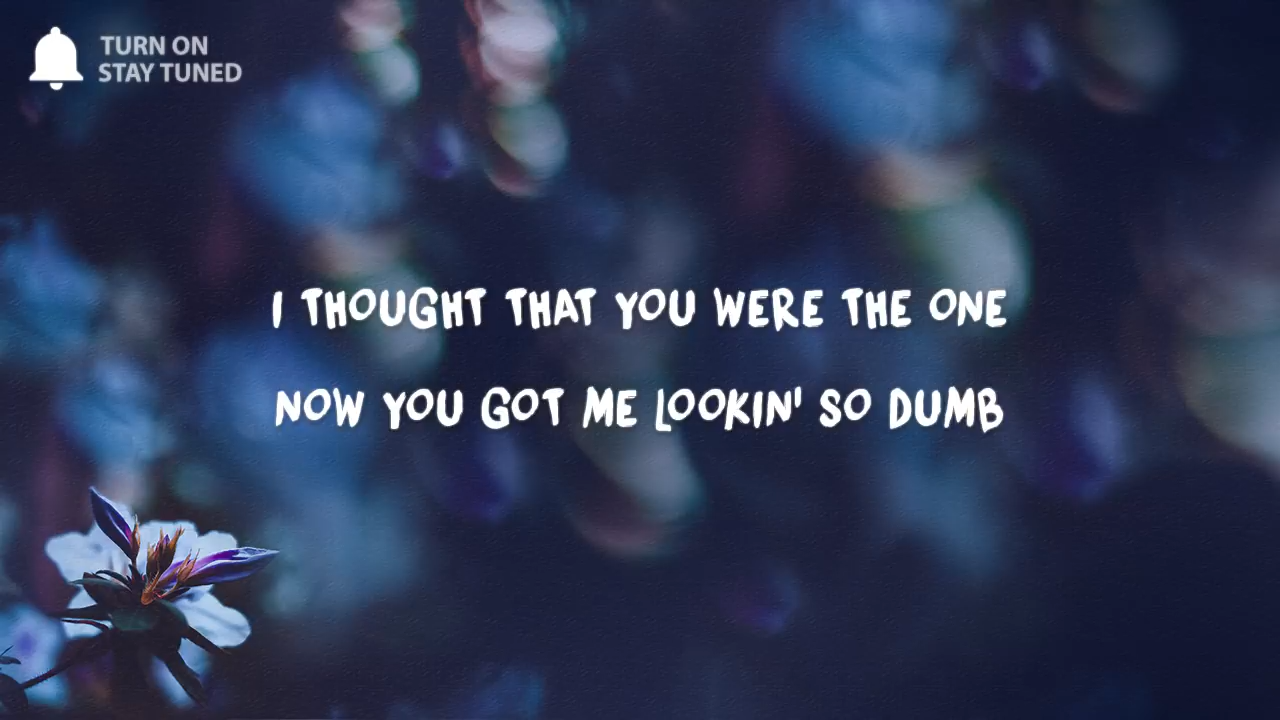 TURN ON
STAY TUNED
I THOUGHT THAT YOU WERE THE ONE
NOW YOU GOT ME LOOKIN' SO DUMB